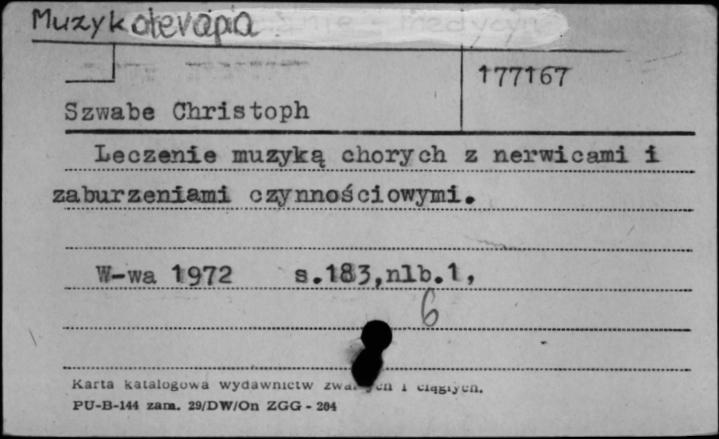 Muzykoterapia
177167
Szwabe Christoph
Leczenie muzyką chorych z nerwicami i
zaburzeniami czynnościowymi.
W-wa 1972 s.183,nlb.1,
6
Karta katalogowa wydawnictw i ciągłych.
PU-B-144 zam. 29/DW/On ZGG - 204